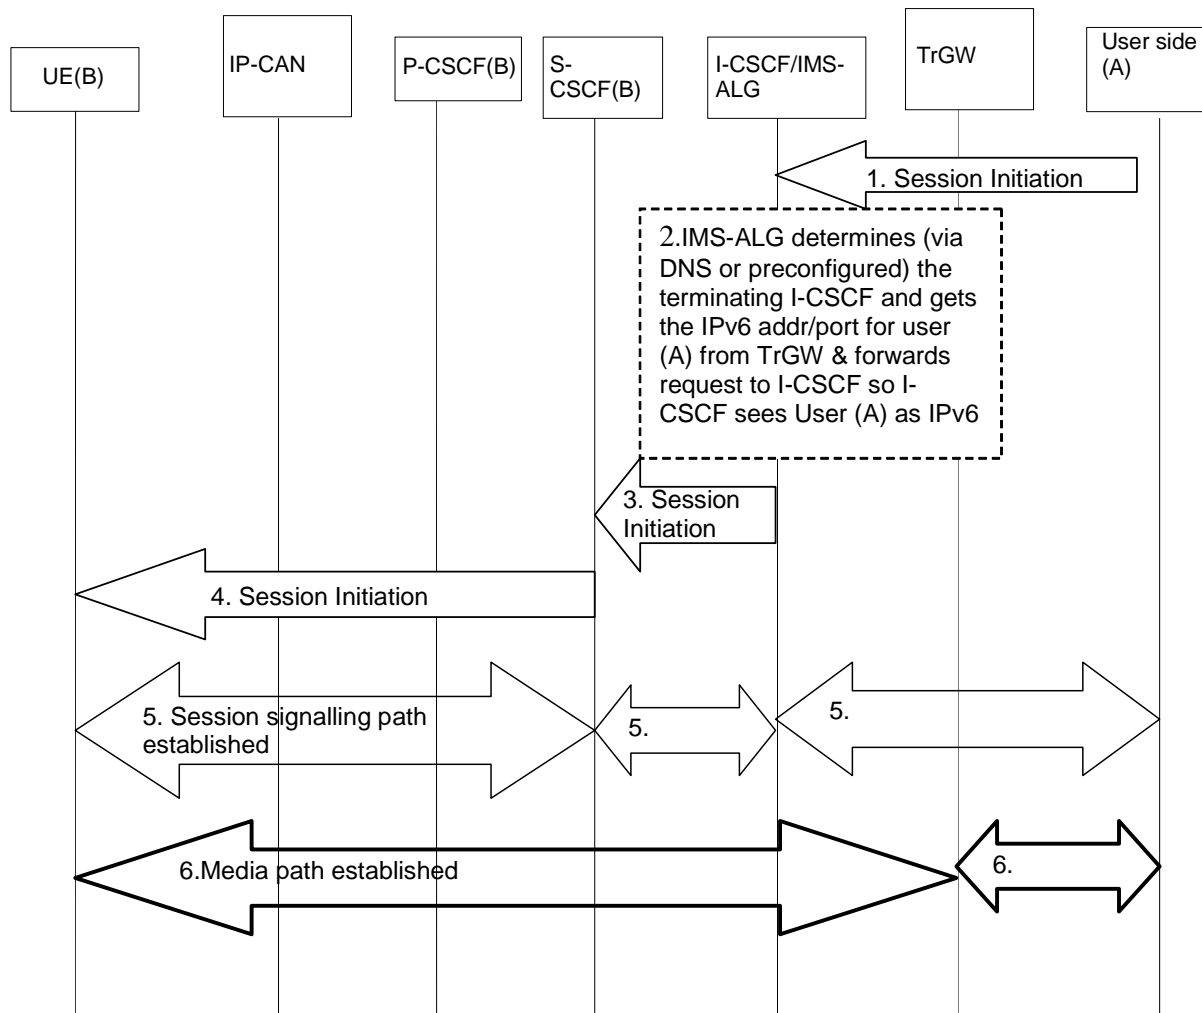 UE(B)
IP-CAN
P-CSCF(B)
S-
CSCF(B)
I-CSCF/IMS-
ALG
TrGW
User side
(A)
1. Session Initiation
2.IMS-ALG determines (via
DNS or preconfigured) the
terminating I-CSCF and gets
the IPv6 addr/port for user
(A) from TrGW & forwards
request to I-CSCF so I-
CSCF sees User (A) as IPv6
3. Session
Initiation
4. Session Initiation
5. Session signalling path
established
5.
5.
6.Media path established
6.